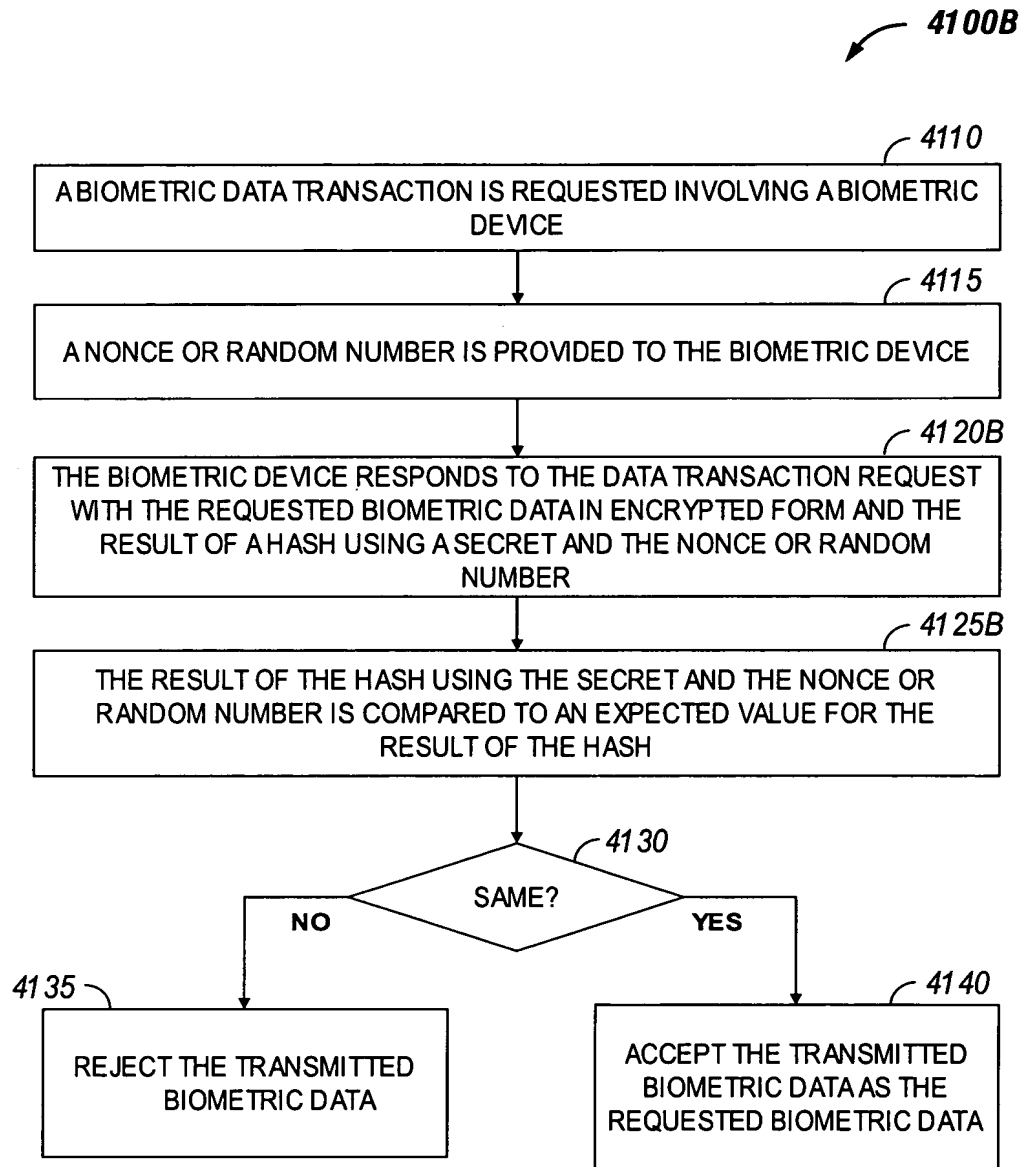 4100B
4110
A BIOMETRIC DATA TRANSACTION IS REQUESTED INVOLVING A BIOMETRIC
DEVICE
4115
A NONCE OR RANDOM NUMBER IS PROVIDED TO THE BIOMETRIC DEVICE
4120B
THE BIOMETRIC DEVICE RESPONDS TO THE DATA TRANSACTION REQUEST
WITH THE REQUESTED BIOMETRIC DATA IN ENCRYPTED FORM AND THE
RESULT OF A HASH USING A SECRET AND THE NONCE OR RANDOM
NUMBER
4125B
THE RESULT OF THE HASH USING THE SECRET AND THE NONCE OR
RANDOM NUMBER IS COMPARED TO AN EXPECTED VALUE FOR THE
RESULT OF THE HASH
4130
SAME?
NO
YES
4135
REJECT THE TRANSMITTED
BIOMETRIC DATA
4140
ACCEPT THE TRANSMITTED
BIOMETRIC DATA AS THE
REQUESTED BIOMETRIC DATA